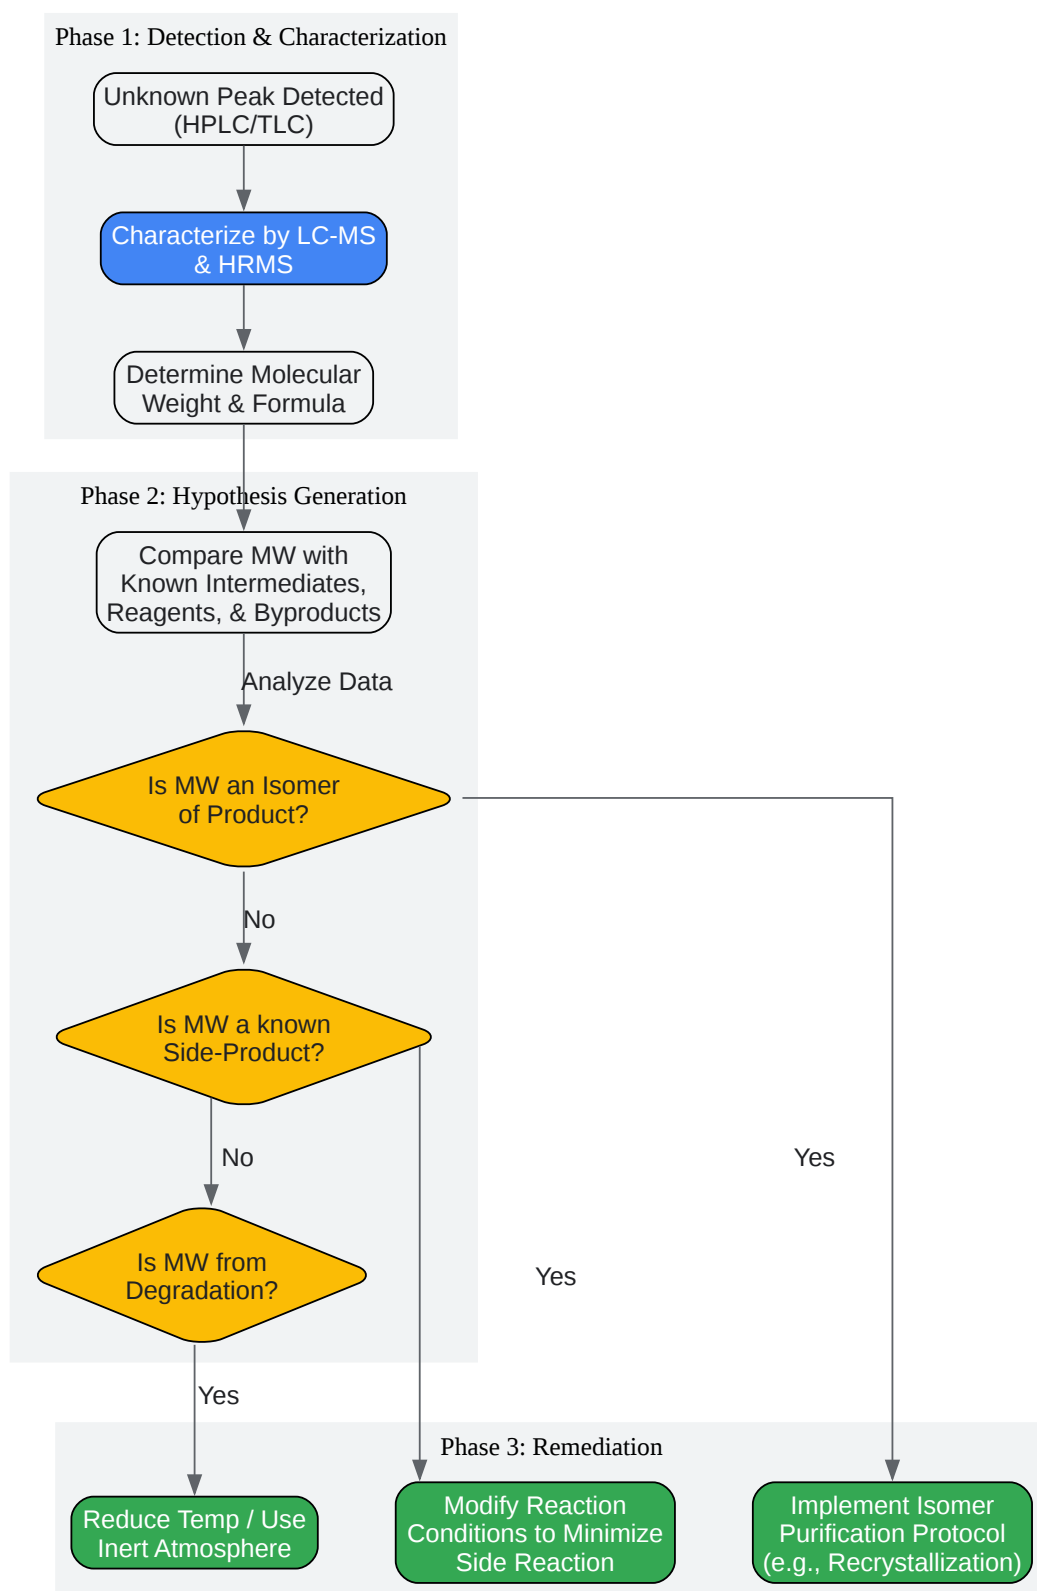 Phase 1: Detection & Characterization
Unknown Peak Detected
(HPLC/TLC)
Characterize by LC-MS
& HRMS
Determine Molecular
Weight & Formula
Phase 2: Hypothesis Generation
Compare MW with
Known Intermediates,
Reagents, & Byproducts
Analyze Data
Is MW an Isomer
of Product?
No
Is MW a known
Side-Product?
No
Yes
Is MW from
Degradation?
Yes
Yes
Phase 3: Remediation
Reduce Temp / Use
Inert Atmosphere
Modify Reaction
Conditions to Minimize
Side Reaction
Implement Isomer
Purification Protocol
(e.g., Recrystallization)